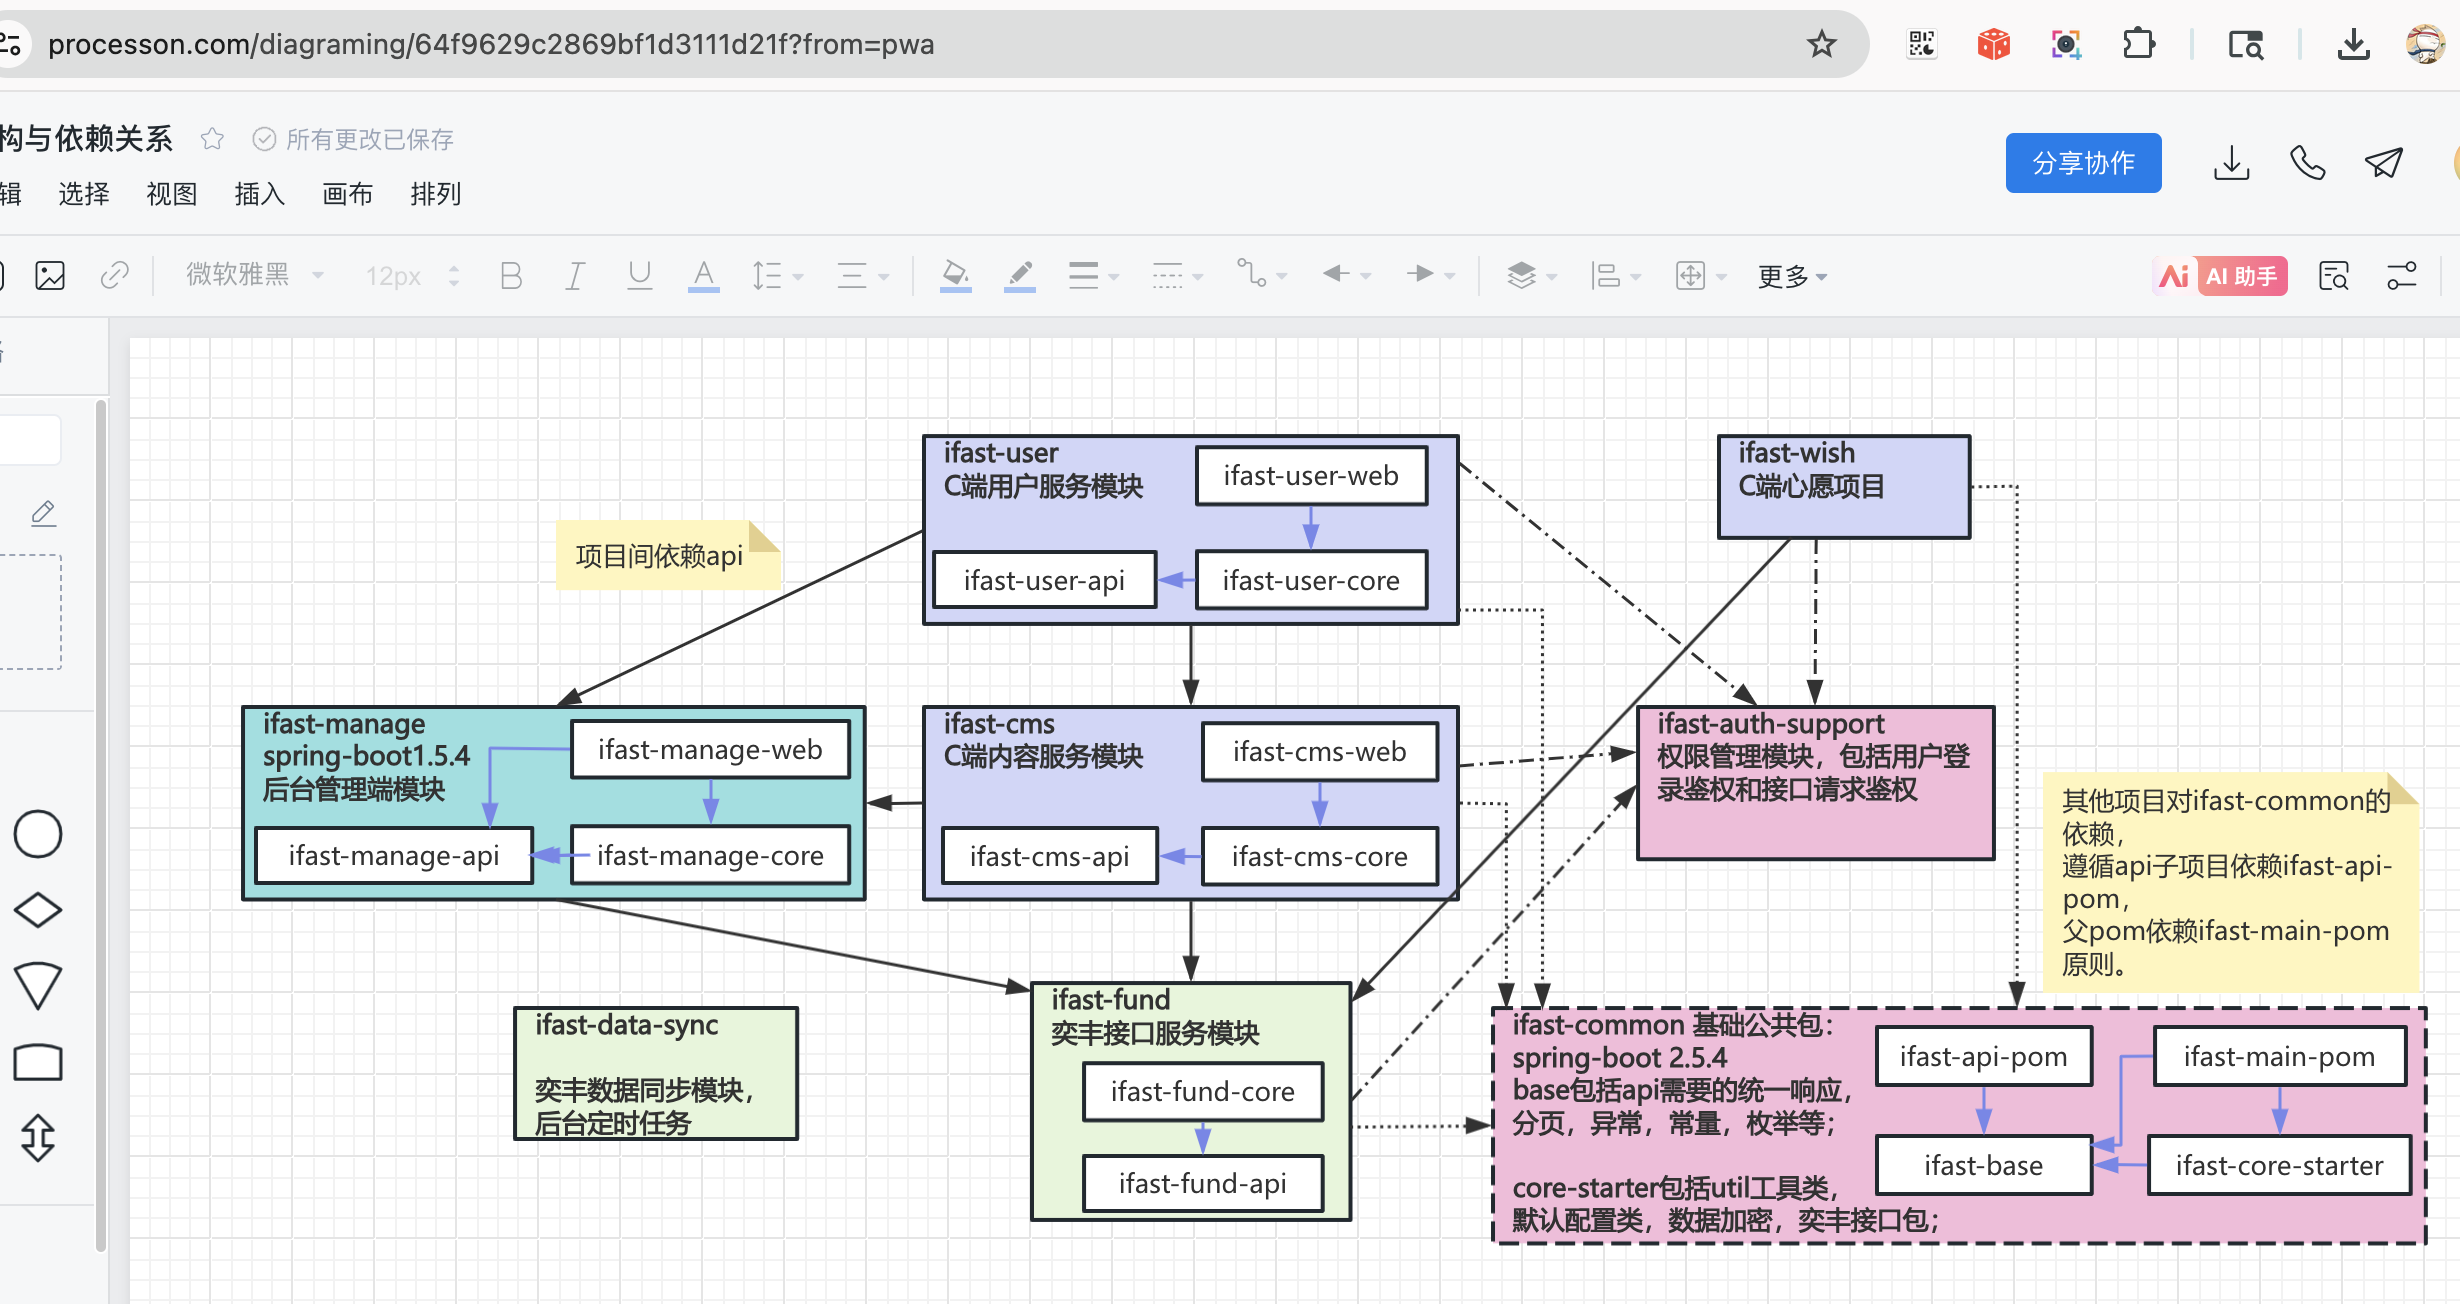 processon.com/diagraming/64f9629c2869bf1d3111d21f?from=pwa
构与依赖关系
所有更改已保存
分享协作
辑 选择 视图 插入 画布 排列
微软雅黑 12px B I U A 更多 Ai AI 助手
ifast-user
C端用户服务模块
ifast-user-web
ifast-user-api
ifast-user-core
ifast-wish
C端心愿项目
项目间依赖api
ifast-manage
spring-boot1.5.4
后台管理端模块
ifast-manage-web
ifast-manage-api
ifast-manage-core
ifast-cms
C端内容服务模块
ifast-cms-web
ifast-cms-api
ifast-cms-core
ifast-auth-support
权限管理模块，包括用户登
录鉴权和接口请求鉴权
其他项目对ifast-common的
依赖，
遵循api子项目依赖ifast-api-
pom，
父pom依赖ifast-main-pom
原则。
ifast-data-sync
奕丰数据同步模块，
后台定时任务
ifast-fund
奕丰接口服务模块
ifast-fund-core
ifast-fund-api
ifast-common 基础公共包：
spring-boot 2.5.4
base包括api需要的统一响应，
分页，异常，常量，枚举等；
core-starter包括util工具类，
默认配置类，数据加密，奕丰接口包；
ifast-api-pom
ifast-main-pom
ifast-base
ifast-core-starter